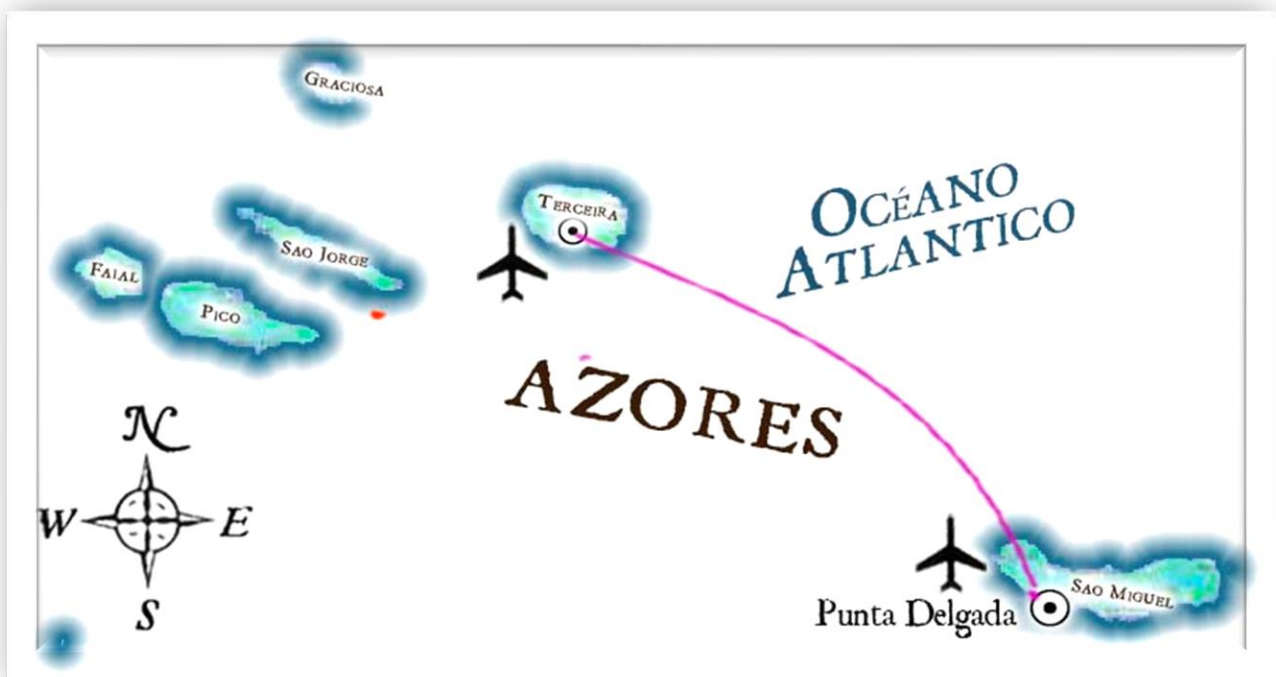 GRACIOSA
TERCEIRA
OCÉANO
ATLANTICO
SAO JORGE
FAIAL
PICO
AZORES
N
W E
S
SAO MIGUEL
Punta Delgada